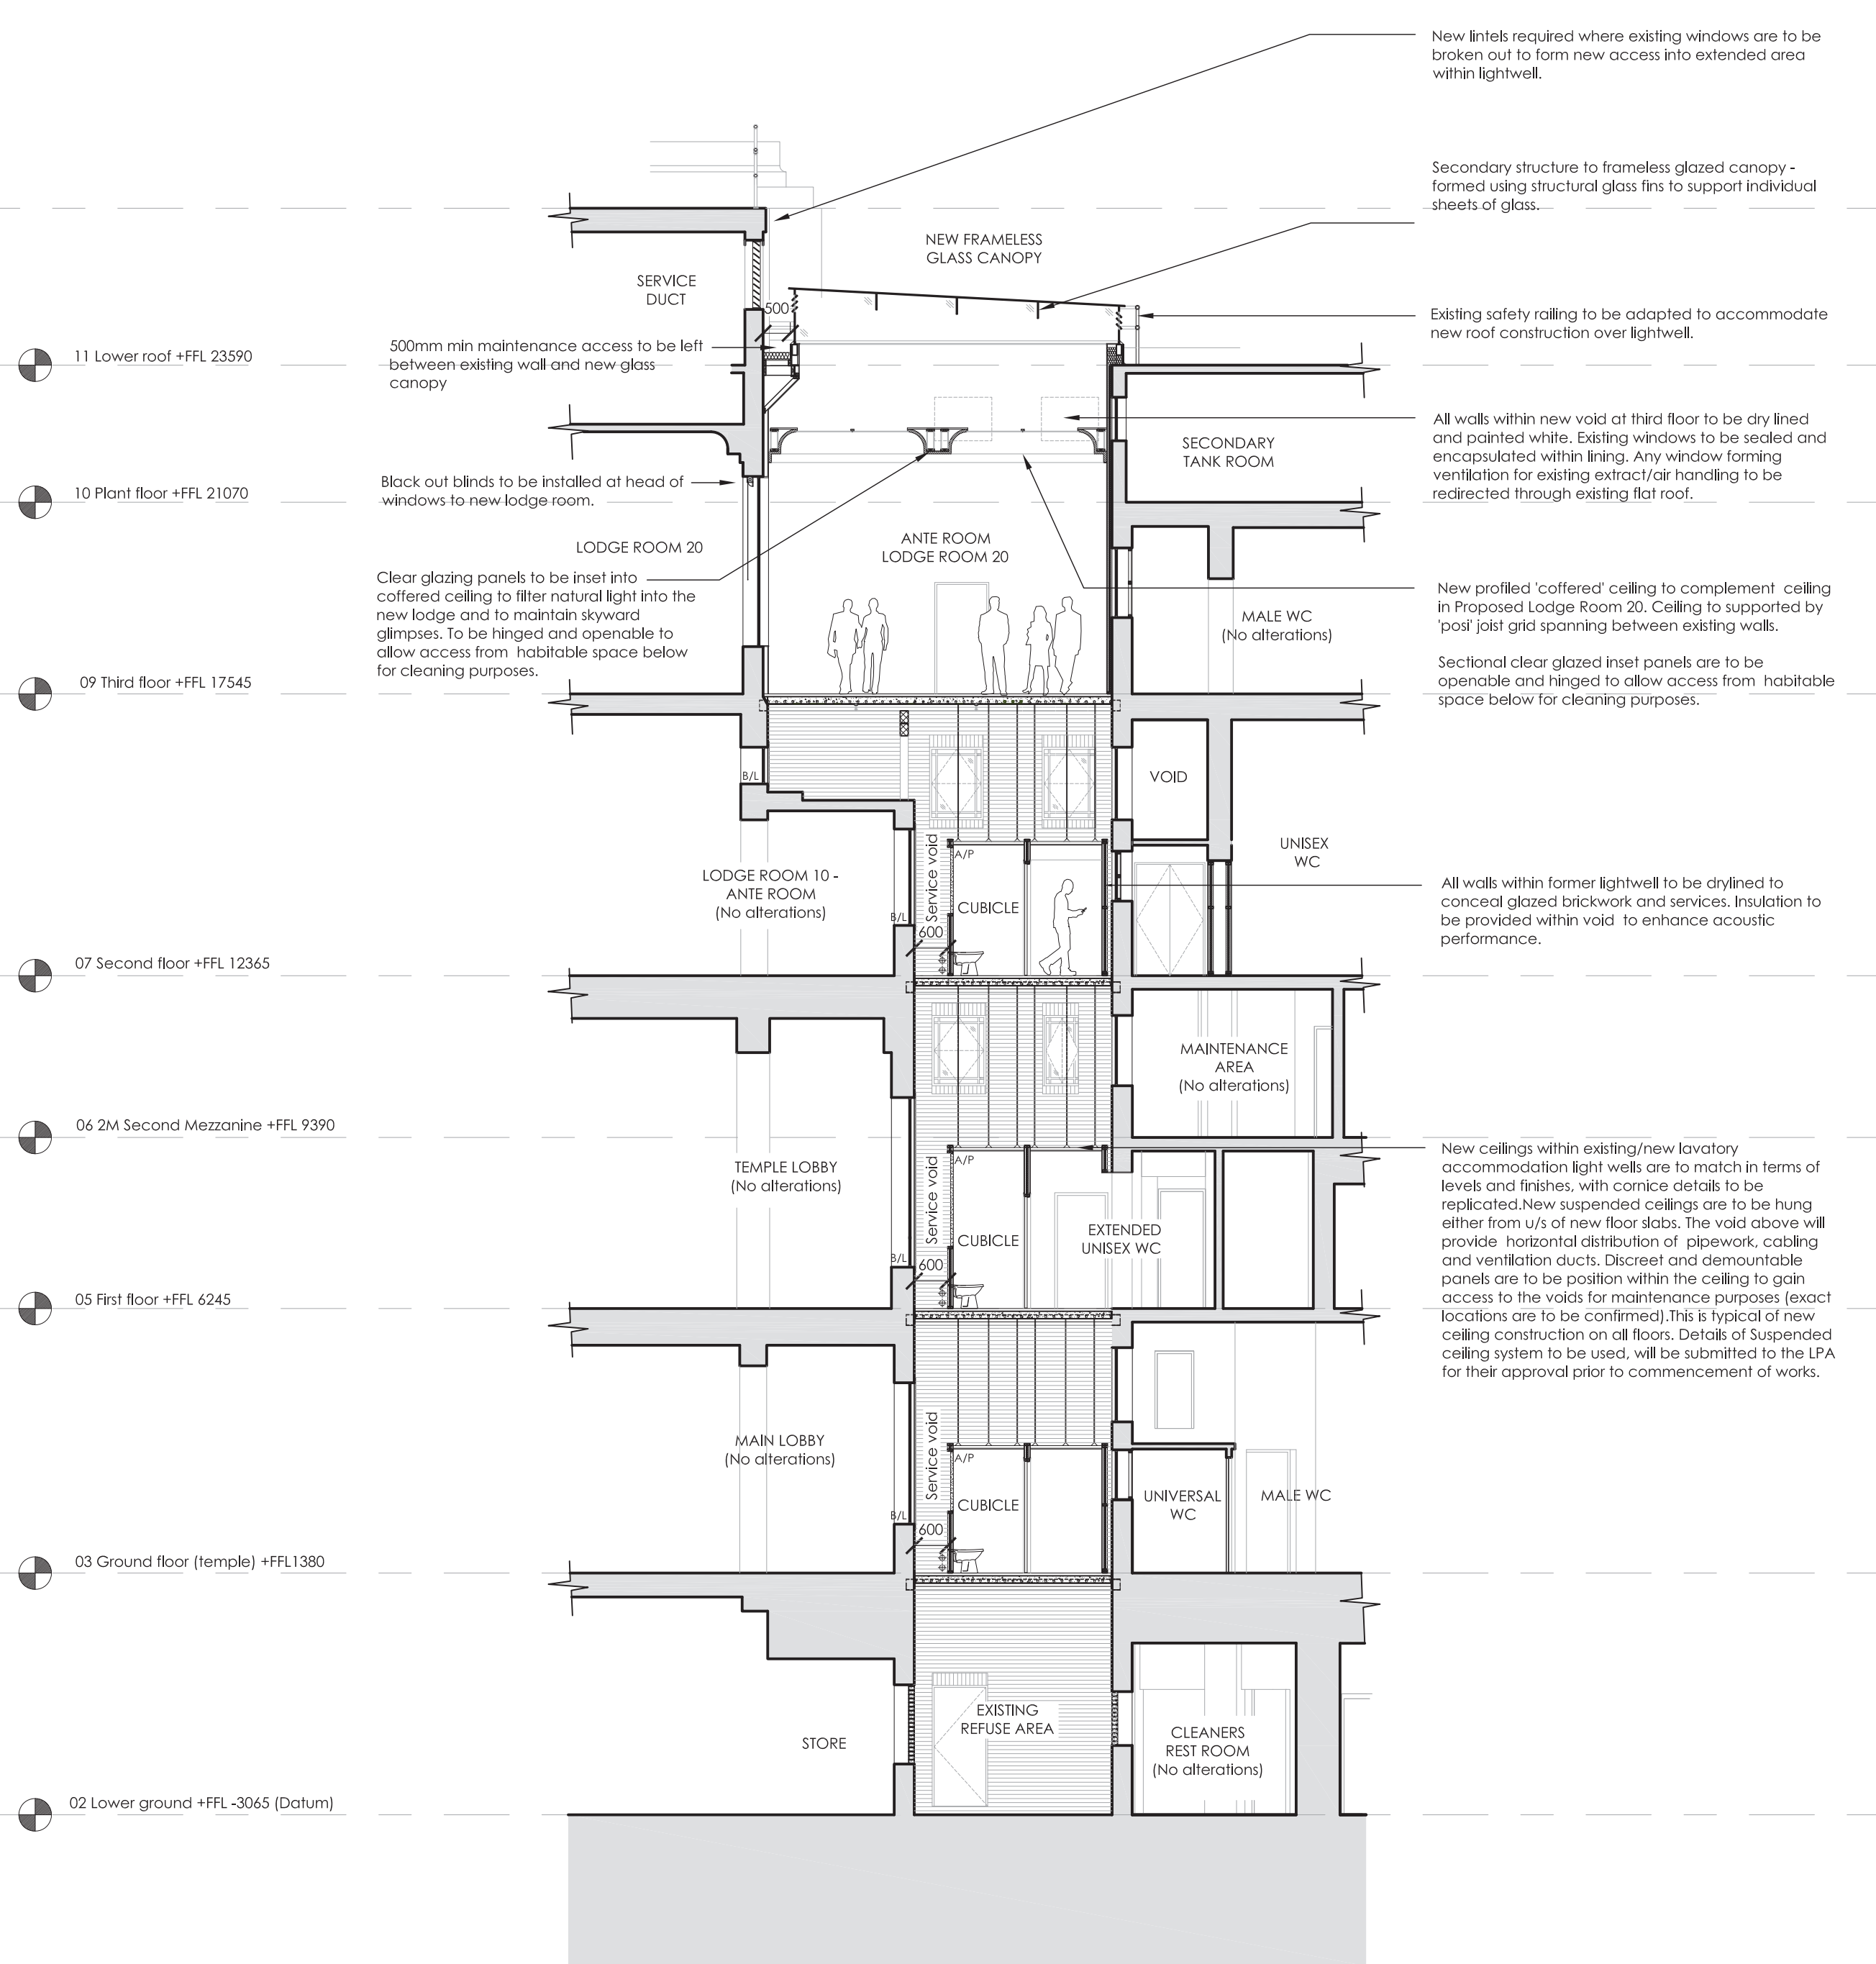 New lintels required where existing windows are to be
broken out to form new access into extended area
within lightwell.
Secondary structure to frameless glazed canopy -
formed using structural glass fins to support individual
sheets of glass.
NEW FRAMELESS
GLASS CANOPY
SERVICE
DUCT
500
Existing safety railing to be adapted to accommodate
new roof construction over lightwell.
11 Lower roof +FFL 23590
500mm min maintenance access to be left
between existing wall and new glass
canopy
All walls within new void at third floor to be dry lined
and painted white. Existing windows to be sealed and
encapsulated within lining. Any window forming
ventilation for existing extract/air handling to be
redirected through existing flat roof.
SECONDARY
TANK ROOM
Black out blinds to be installed at head of
windows to new lodge room.
10 Plant floor +FFL 21070
LODGE ROOM 20
ANTE ROOM
LODGE ROOM 20
Clear glazing panels to be inset into
coffered ceiling to filter natural light into the
new lodge and to maintain skyward
glimpses. To be hinged and openable to
allow access from habitable space below
for cleaning purposes.
MALE WC
(No alterations)
New profiled 'coffered' ceiling to complement ceiling
in Proposed Lodge Room 20. Ceiling to supported by
'posi' joist grid spanning between existing walls.
Sectional clear glazed inset panels are to be
openable and hinged to allow access from habitable
space below for cleaning purposes.
09 Third floor +FFL 17545
B/L
VOID
UNISEX
WC
LODGE ROOM 10 -
ANTE ROOM
(No alterations)
B/L
Service void
A/P
CUBICLE
600
All walls within former lightwell to be drylined to
conceal glazed brickwork and services. Insulation to
be provided within void to enhance acoustic
performance.
07 Second floor +FFL 12365
MAINTENANCE
AREA
(No alterations)
06 2M Second Mezzanine +FFL 9390
TEMPLE LOBBY
(No alterations)
B/L
Service void
A/P
CUBICLE
600
EXTENDED
UNISEX WC
New ceilings within existing/new lavatory
accommodation light wells are to match in terms of
levels and finishes, with cornice details to be
replicated.New suspended ceilings are to be hung
either from u/s of new floor slabs. The void above will
provide horizontal distribution of pipework, cabling
and ventilation ducts. Discreet and demountable
panels are to be position within the ceiling to gain
access to the voids for maintenance purposes (exact
locations are to be confirmed).This is typical of new
ceiling construction on all floors. Details of Suspended
ceiling system to be used, will be submitted to the LPA
for their approval prior to commencement of works.
05 First floor +FFL 6245
MAIN LOBBY
(No alterations)
B/L
Service void
A/P
CUBICLE
600
UNIVERSAL
WC
MALE WC
03 Ground floor (temple) +FFL1380
STORE
EXISTING
REFUSE AREA
CLEANERS
REST ROOM
(No alterations)
02 Lower ground +FFL -3065 (Datum)